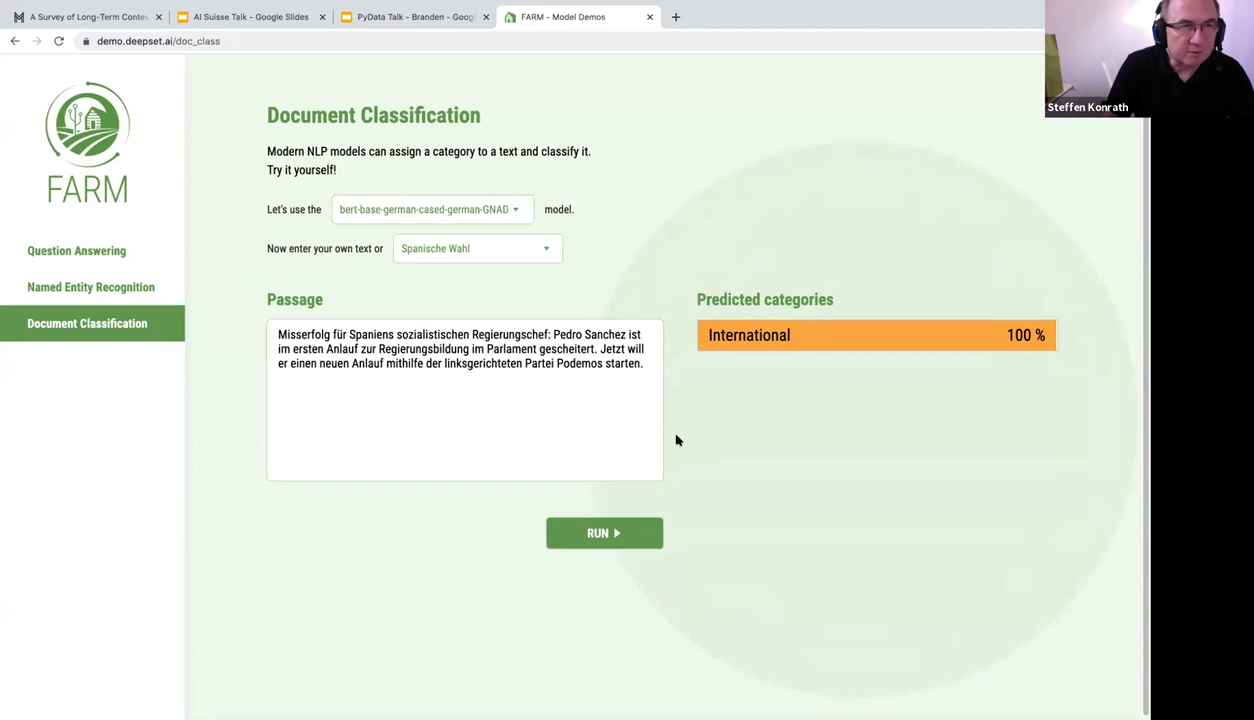 A Survey of Long-Term Contex
AI Suisse Talk - Google Slides
PyData Talk - Branden - Goog
FARM - Model Demos
demo.deepset.ai/doc_class
Steffen Konrath
FARM
Question Answering
Named Entity Recognition
Document Classification
Document Classification
Modern NLP models can assign a category to a text and classify it.
Try it yourself!
Let's use the bert-base-german-cased-german-GNAD model.
Now enter your own text or Spanische Wahl
Passage
Misserfolg für Spaniens sozialistischen Regierungschef: Pedro Sanchez ist
im ersten Anlauf zur Regierungsbildung im Parlament gescheitert. Jetzt will
er einen neuen Anlauf mithilfe der linksgerichteten Partei Podemos starten.
RUN
Predicted categories
International 100 %